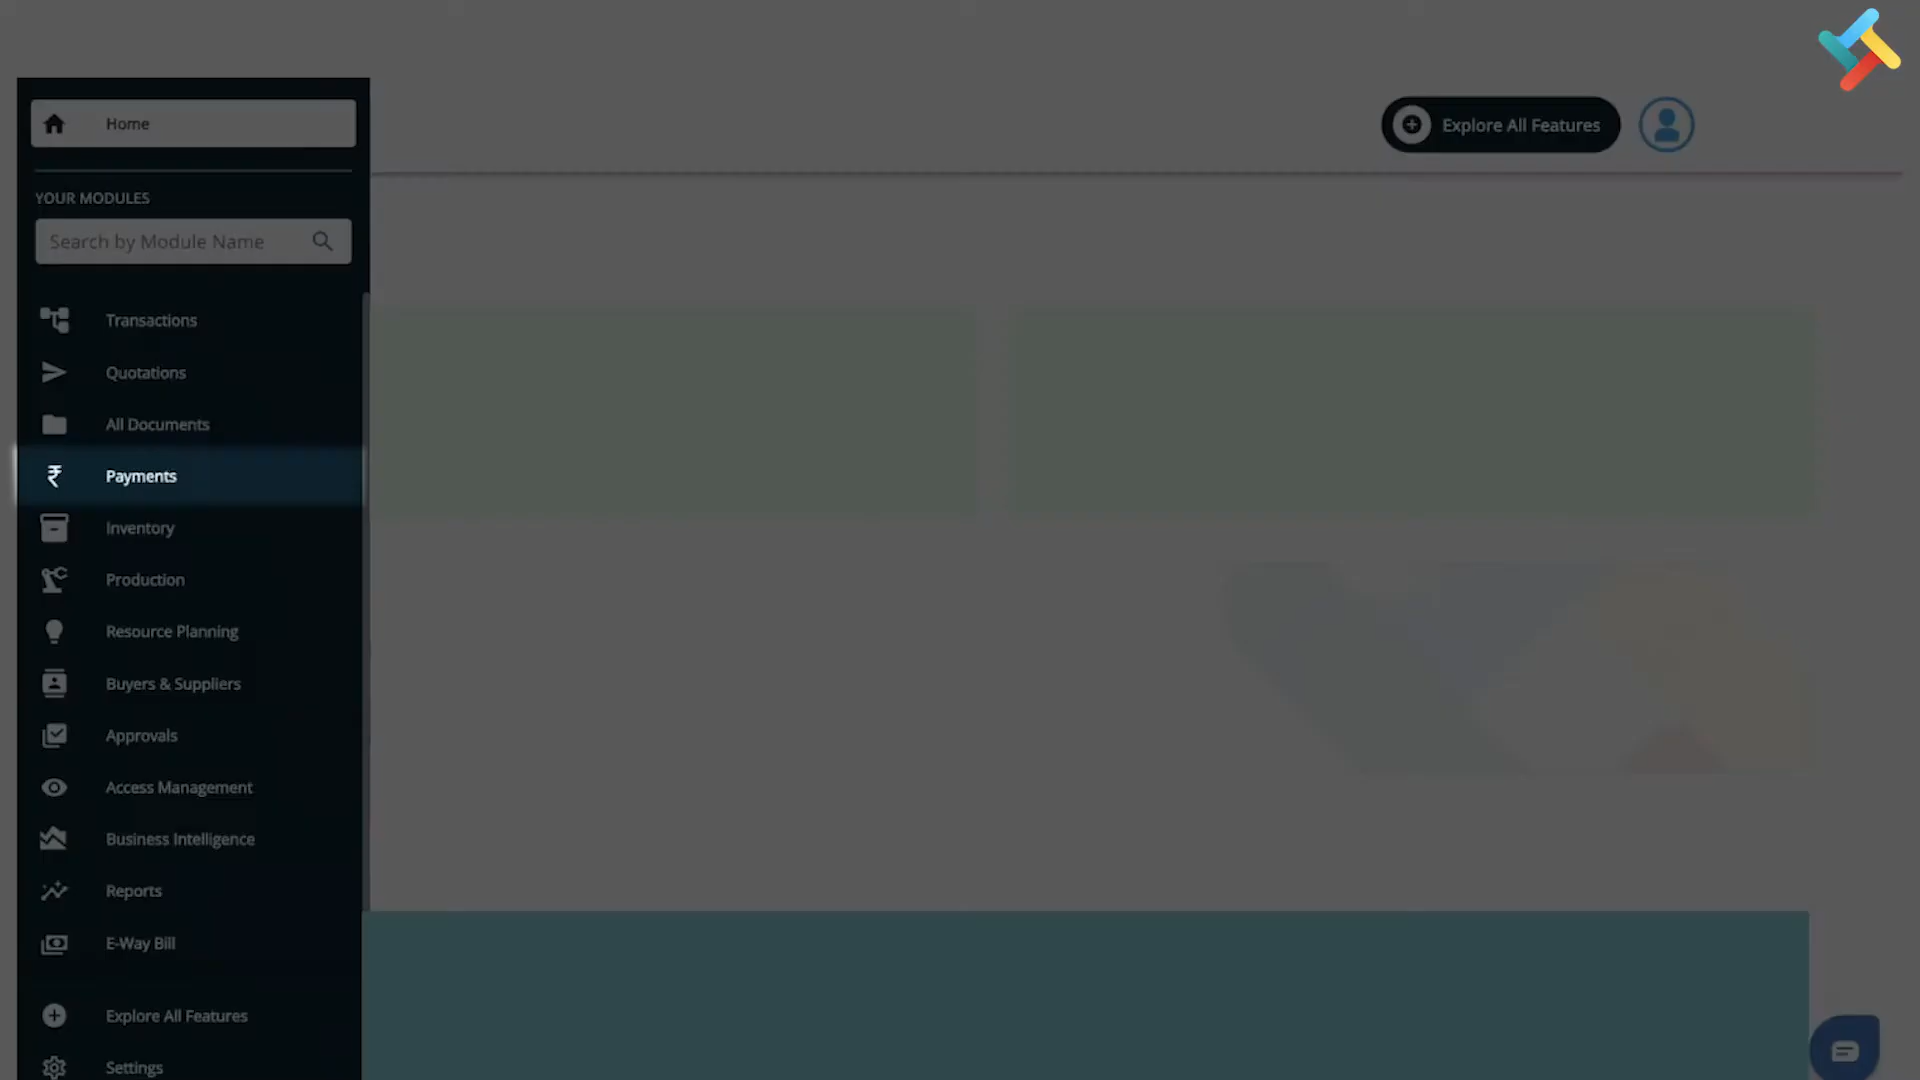 Home
Explore All Features
YOUR MODULES
Search by Module Name
Transactions
Quotations
All Documents
₹ Payments
Inventory
Production
Resource Planning
Buyers & Suppliers
Approvals
Access Management
Business Intelligence
Reports
E-Way Bill
Explore All Features
Settings